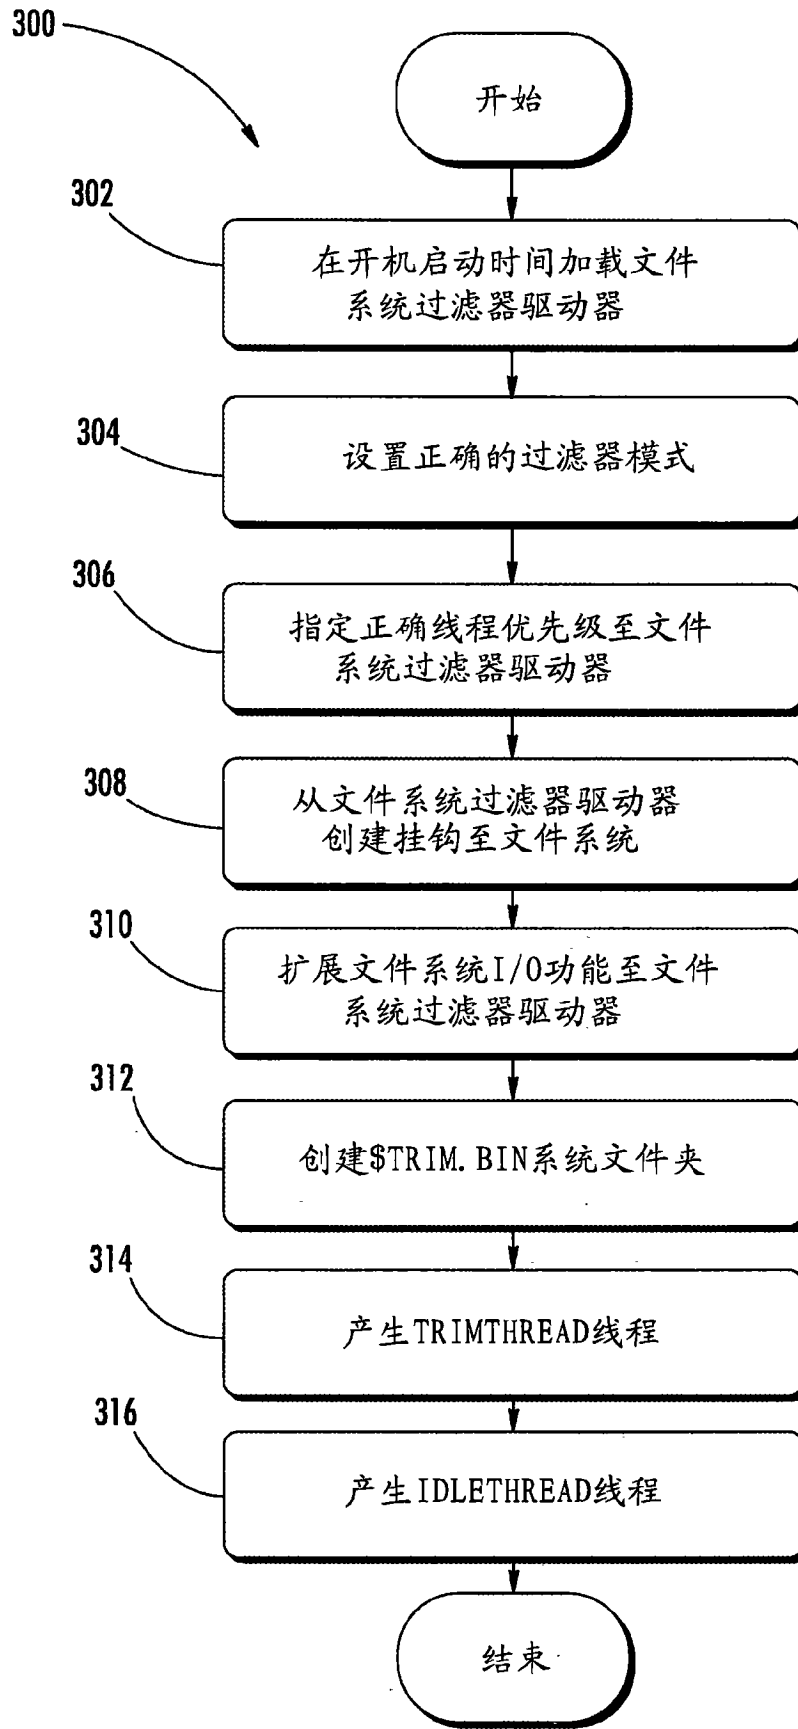 300
开始
302
在开机启动时间加载文件
系统过滤器驱动器
304
设置正确的过滤器模式
306
指定正确线程优先级至文件
系统过滤器驱动器
308
从文件系统过滤器驱动器
创建挂钩至文件系统
310
扩展文件系统I/O功能至文件
系统过滤器驱动器
312
创建$TRIM.BIN系统文件夹
314
产生TRIMTHREAD线程
316
产生IDLETHREAD线程
结束